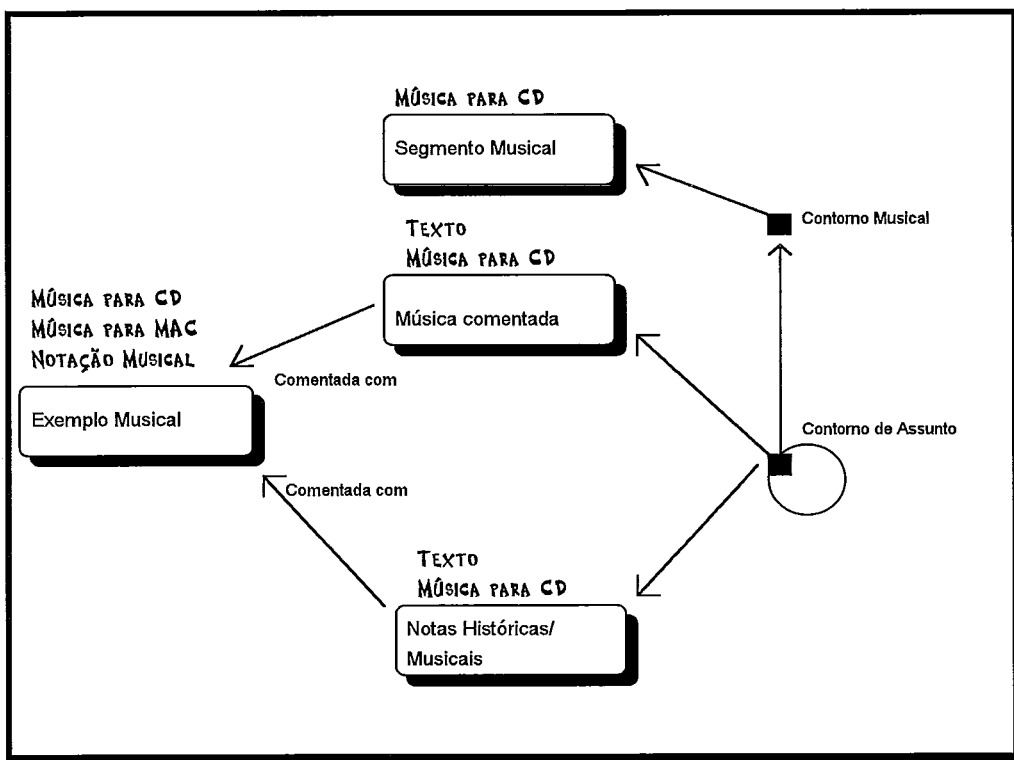 Música para CD
Segmento Musical
Contorno Musical
Texto
Música para CD
Música comentada
Música para CD
Música para MAC
Notação Musical
Exemplo Musical
Comentada com
Contorno de Assunto
Comentada com
Texto
Música para CD
Notas Históricas/
Musicais